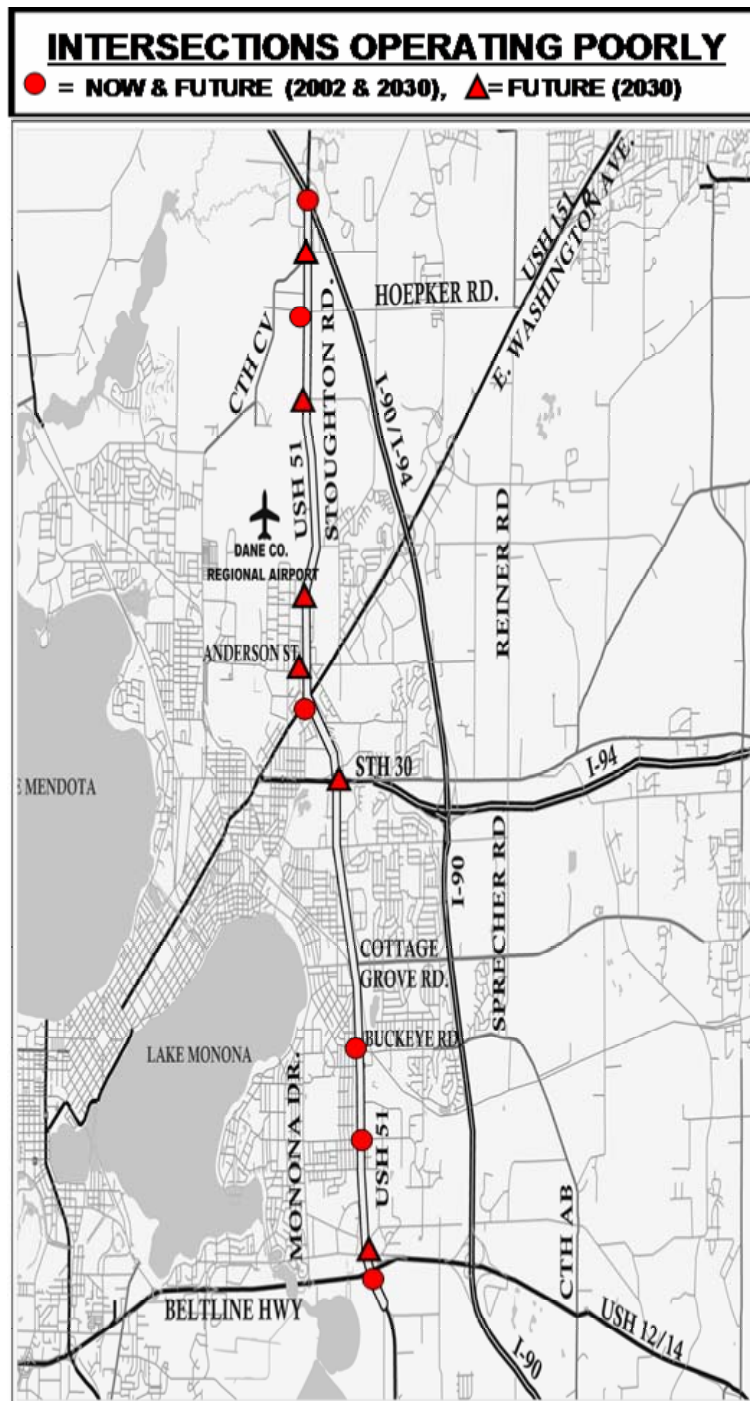 INTERSECTIONS OPERATING POORLY
= NOW & FUTURE (2002 & 2030), = FUTURE (2030)
USH 151
E. WASHINGTON AVE.
HOEPKER RD.
CTH CV
USH 51
STOUGHTON RD.
I-90/I-94
DANE CO.
REGIONAL AIRPORT
REINER RD
ANDERSON ST.
STH 30
I-94
E MENDOTA
I-90
SPRECHER RD
COTTAGE
GROVE RD.
BUCKEYE RD
LAKE MONONA
MONONA DR.
USH 51
CTH AB
BELTLINE HWY
USH 12/14
I-90